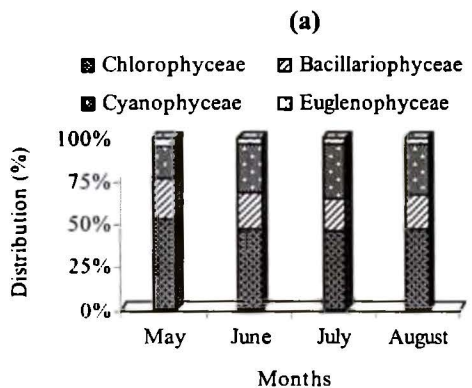 (a)
Chlorophyceae Bacillariophyceae
Cyanophyceae Euglenophyceae
100%
75%
50%
25%
0%
Distribution (%)
May June July August
Months